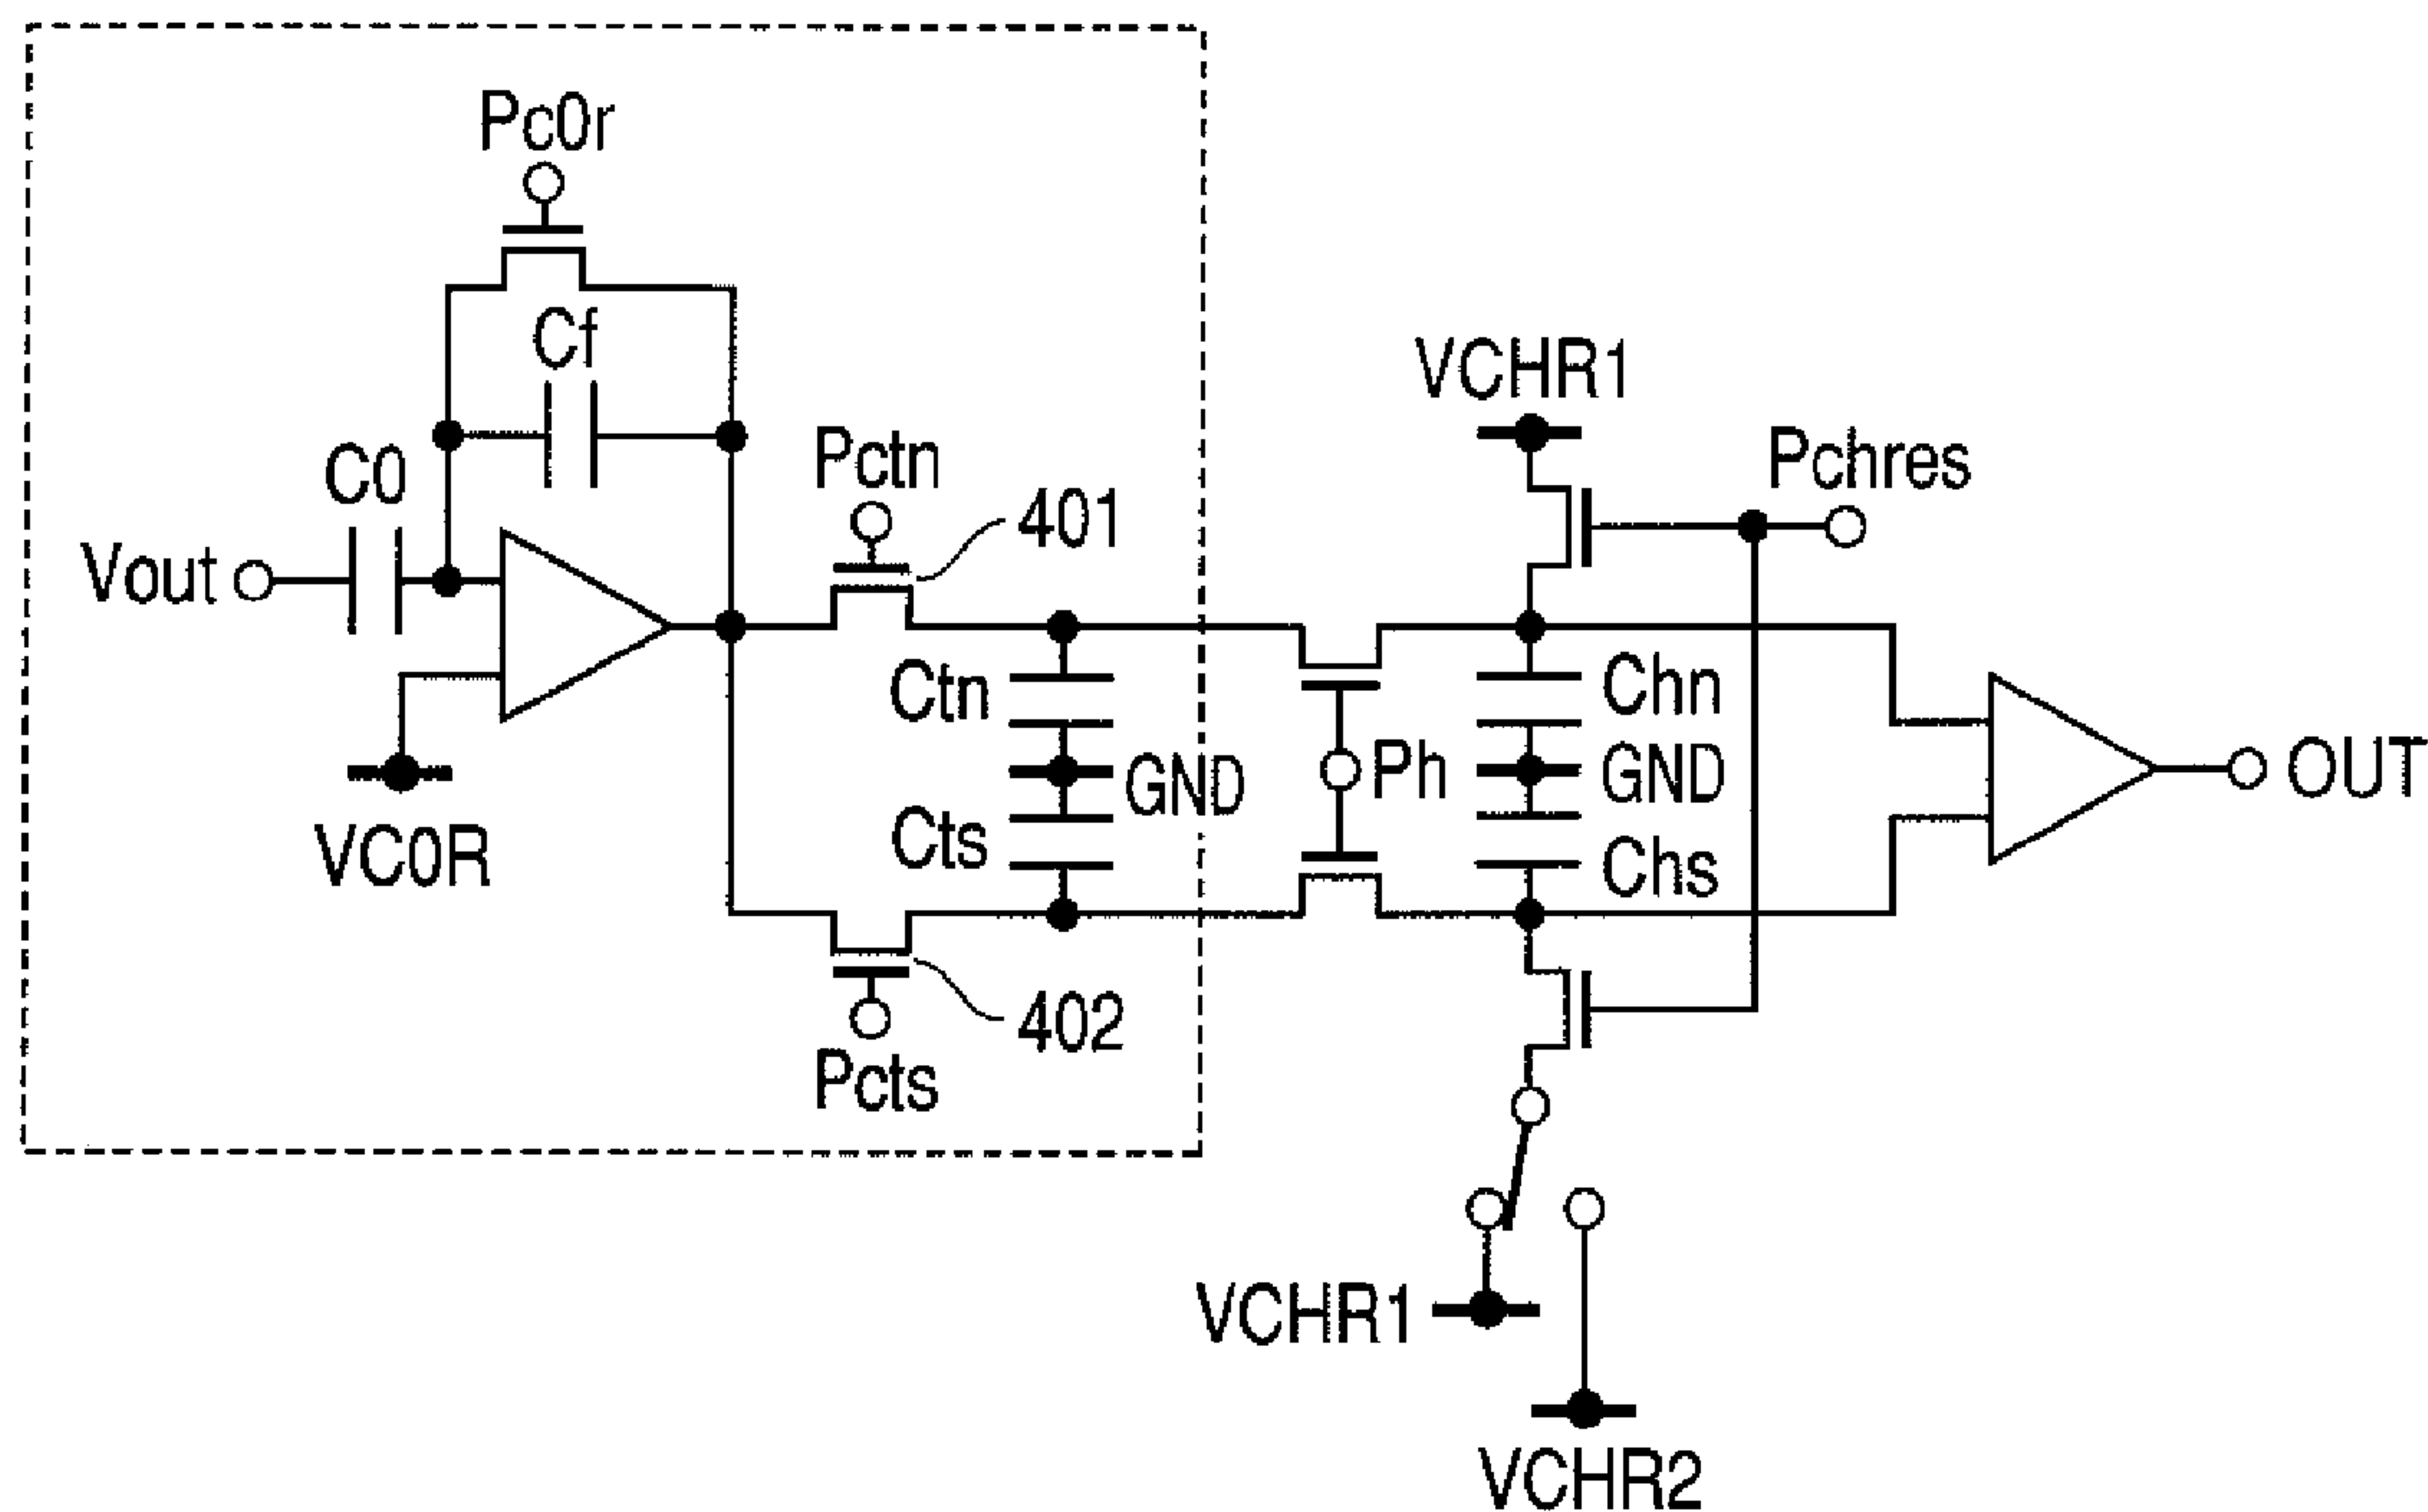 Pc0r
Cf
C0
Vout
VC0R
Pctn
401
Ctn
GND
Cts
402
Pcts
VCHR1
Pchres
Chn
Ph
GND
Chs
OUT
VCHR1
VCHR2